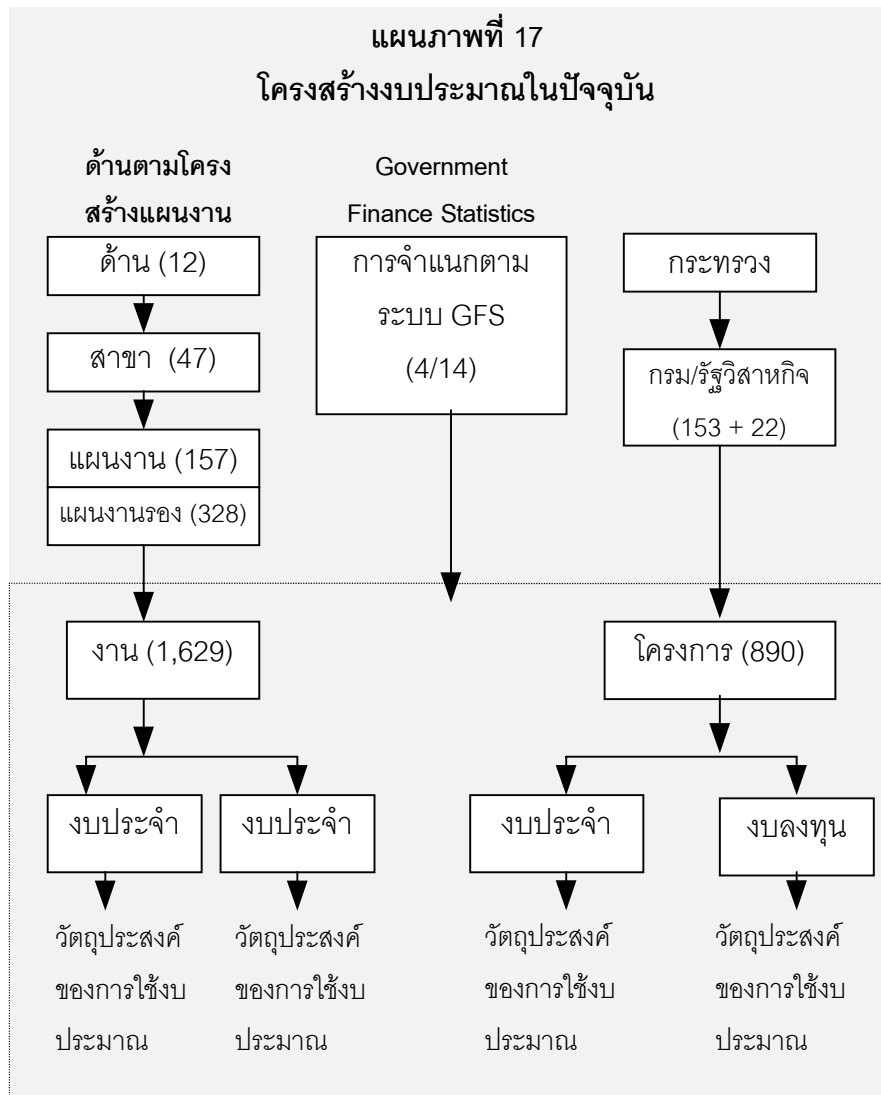 แผนภาพที่ 17
โครงสร้างงบประมาณในปัจจุบัน
ด้านตามโครง
สร้างแผนงาน
ด้าน (12)
สาขา (47)
แผนงาน (157)
แผนงานรอง (328)
Government
Finance Statistics
การจำแนกตาม
ระบบ GFS
(4/14)
กระทรวง
กรม/รัฐวิสาหกิจ
(153 + 22)
งาน (1,629)
โครงการ (890)
งบประจำ
งบประจำ
งบประจำ
งบลงทุน
วัตถุประสงค์
ของการใช้งบ
ประมาณ
วัตถุประสงค์
ของการใช้งบ
ประมาณ
วัตถุประสงค์
ของการใช้งบ
ประมาณ
วัตถุประสงค์
ของการใช้งบ
ประมาณ